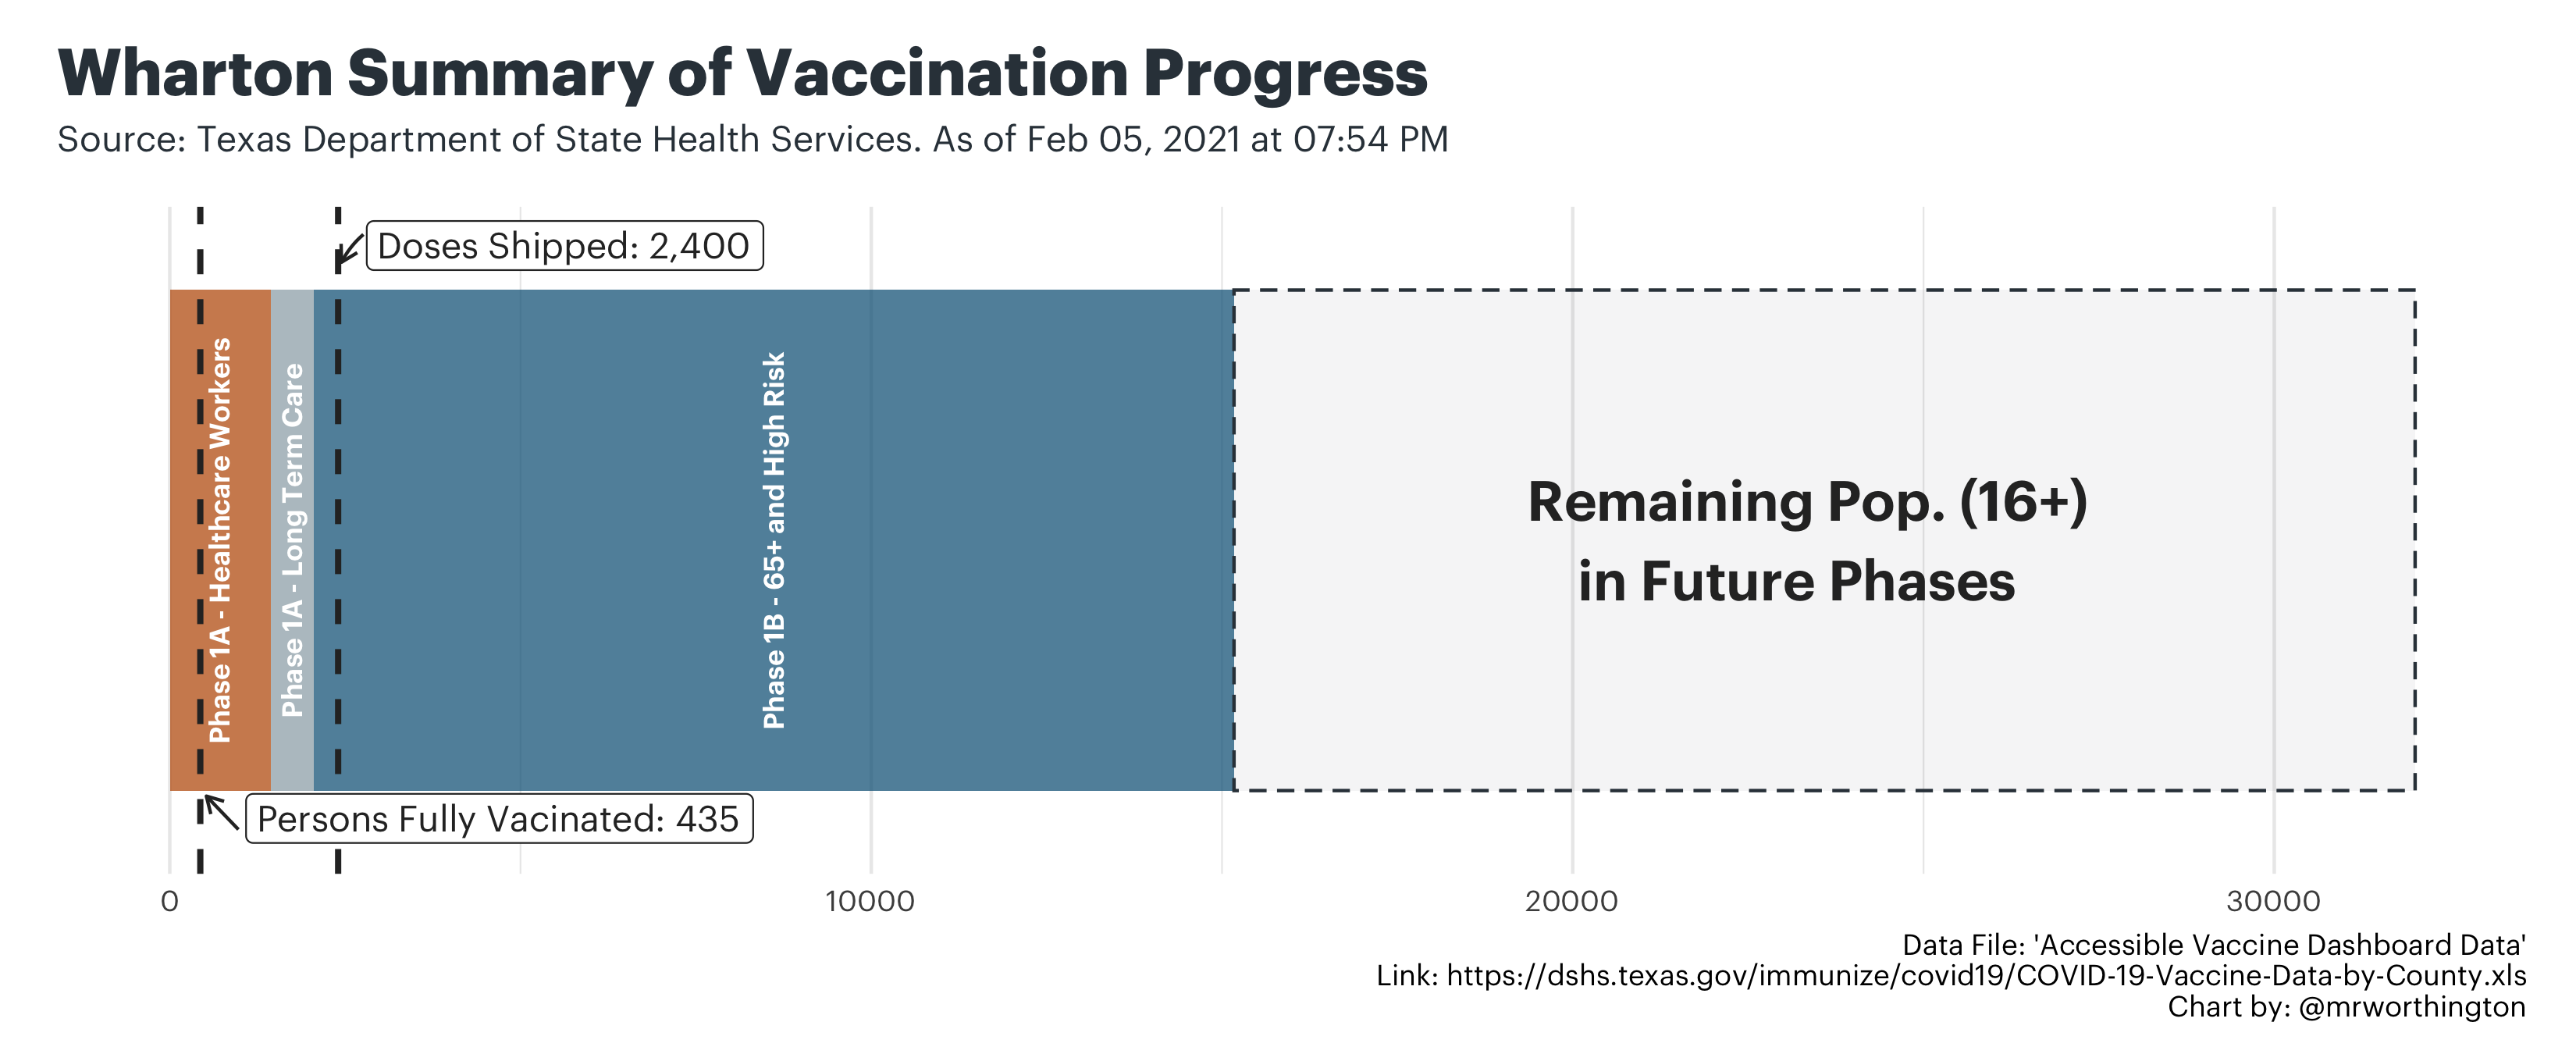 Wharton Summary of Vaccination Progress
Source: Texas Department of State Health Services. As of Feb 05, 2021 at 07:54 PM
Doses Shipped: 2,400
Phase 1A - Healthcare Workers
Phase 1A - Long Term Care
Phase 1B - 65+ and High Risk
Remaining Pop. (16+)
in Future Phases
Persons Fully Vacinated: 435
0
10000
20000
30000
Data File: 'Accessible Vaccine Dashboard Data'
Link: https://dshs.texas.gov/immunize/covid19/COVID-19-Vaccine-Data-by-County.xls
Chart by: @mrworthington